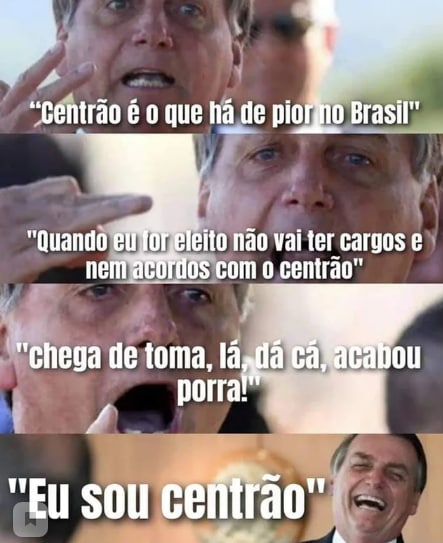 “Centrão é o que há de pior no Brasil"
"Quando eu for eleito não vai ter cargos e
nem acordos com o centrão"
"chega de toma, lá, dá cá, acabou
porra!"
"Eu sou centrão"